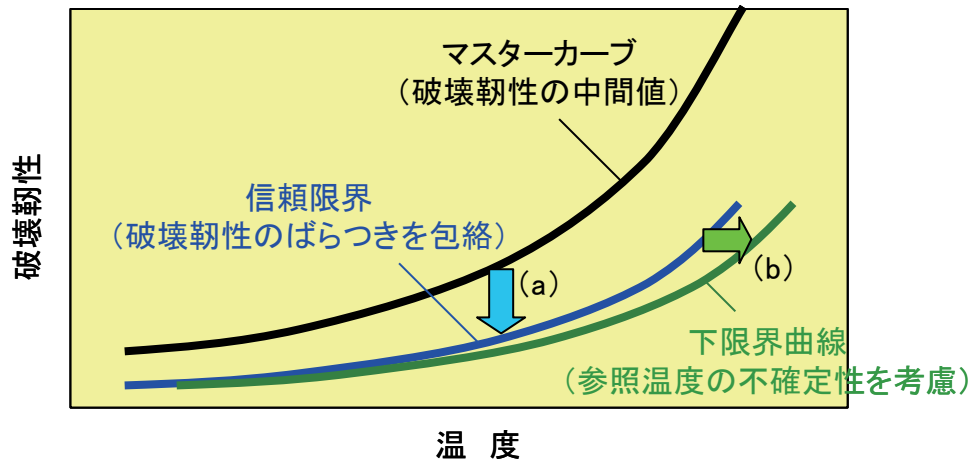 マスターカーブ
（破壊靭性の中間値）
信頼限界
（破壊靭性のばらつきを包絡）
(a)
(b)
下限界曲線
（参照温度の不確定性を考慮）
破壊靭性
温 度